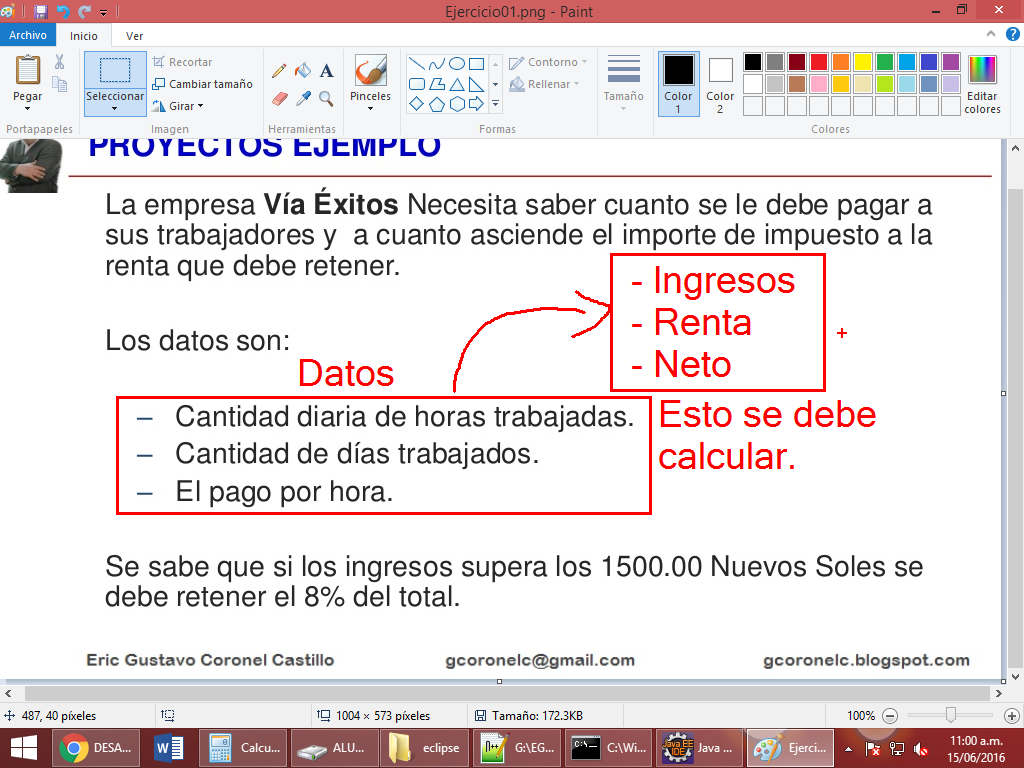 Ejercicio01.png - Paint
Archivo Inicio Ver
Pegar
Seleccionar
Recortar
Cambiar tamaño
Girar
A
Pinceles
Contorno
Rellenar
Tamaño
Color 1
Color 2
Editar colores
Portapapeles Imagen Herramientas Formas Colores
PROYECTOS EJEMPLO
La empresa Vía Éxitos Necesita saber cuanto se le debe pagar a
sus trabajadores y a cuanto asciende el importe de impuesto a la
renta que debe retener.
- Ingresos
- Renta
- Neto
Los datos son:
Datos
– Cantidad diaria de horas trabajadas.
– Cantidad de días trabajados.
– El pago por hora.
Esto se debe
calcular.
Se sabe que si los ingresos supera los 1500.00 Nuevos Soles se
debe retener el 8% del total.
Eric Gustavo Coronel Castillo gcoronelc@gmail.com gcoronelc.blogspot.com
487, 40 píxeles 1004 × 573 píxeles Tamaño: 172.3KB 100%
DESA... Calcu... ALU... eclipse G:\EG... C:\Wi... Java ... Ejerci...
11:00 a.m.
15/06/2016